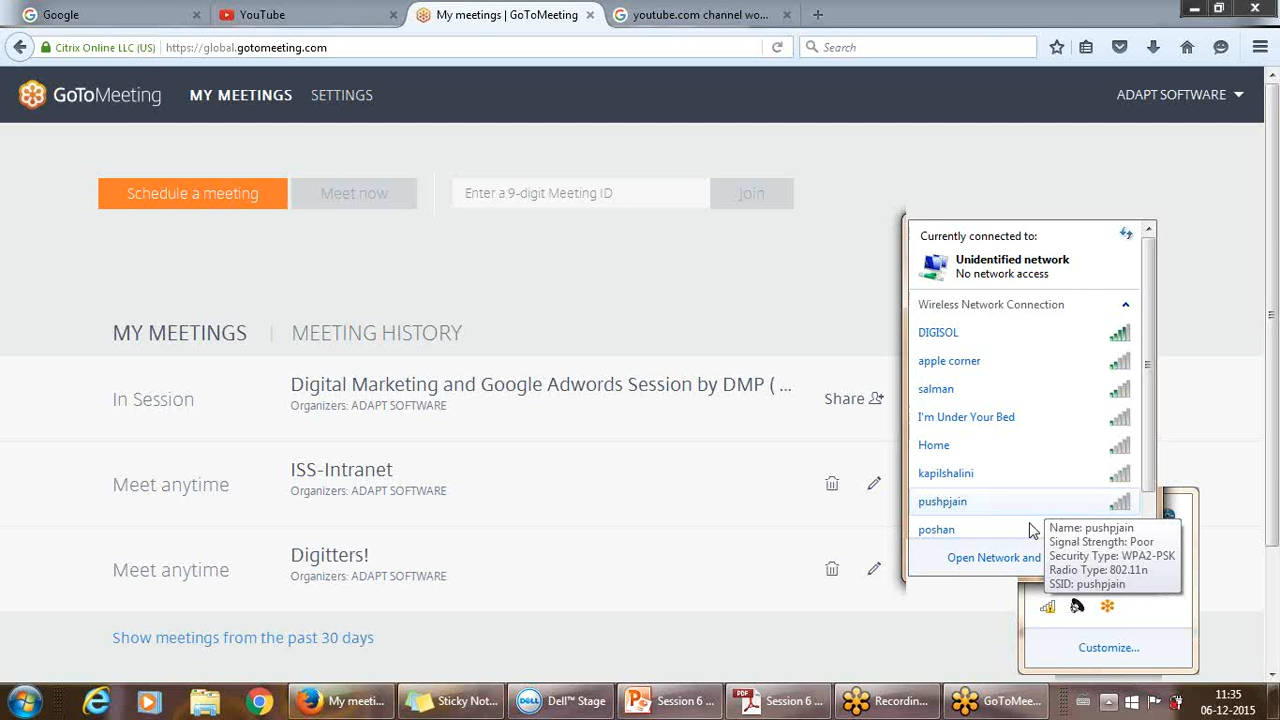 Google
YouTube
My meetings | GoToMeeting
youtube.com channel wo...
Citrix Online LLC (US)
https://global.gotomeeting.com
Search
GoToMeeting
MY MEETINGS
SETTINGS
ADAPT SOFTWARE
Schedule a meeting
Meet now
Enter a 9-digit Meeting ID
Join
MY MEETINGS
MEETING HISTORY
In Session
Digital Marketing and Google Adwords Session by DMP ( ...
Organizers: ADAPT SOFTWARE
Share
Meet anytime
ISS-Intranet
Organizers: ADAPT SOFTWARE
Meet anytime
Digitters!
Organizers: ADAPT SOFTWARE
Show meetings from the past 30 days
Currently connected to:
Unidentified network
No network access
Wireless Network Connection
DIGISOL
apple corner
salman
I'm Under Your Bed
Home
kapilshalini
pushpjain
poshan
Open Network and
Name: pushpjain
Signal Strength: Poor
Security Type: WPA2-PSK
Radio Type: 802.11n
SSID: pushpjain
Customize...
My meeti...
Sticky Not...
DELL
Dell™ Stage
Session 6 ...
PDF
Session 6 ...
Recordin...
GoToMee...
11:35
06-12-2015